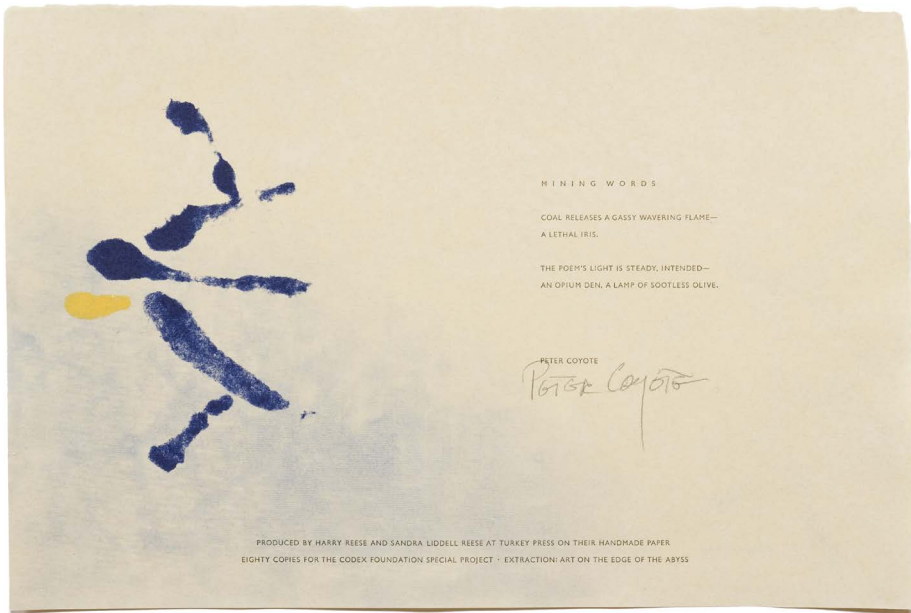 MINING WORDS
COAL RELEASES A GASSY WAVERING FLAME—
A LETHAL IRIS.
THE POEM'S LIGHT IS STEADY, INTENDED—
AN OPIUM DEN, A LAMP OF SOOTLESS OLIVE.
PETER COYOTE
PETER COYOTE
PRODUCED BY HARRY REESE AND SANDRA LIDDELL REESE AT TURKEY PRESS ON THEIR HANDMADE PAPER
EIGHTY COPIES FOR THE CODEX FOUNDATION SPECIAL PROJECT · EXTRACTION: ART ON THE EDGE OF THE ABYSS